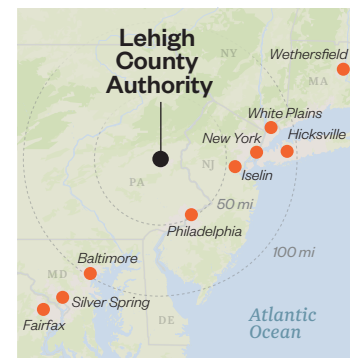 Lehigh
County
Authority
NY
Wethersfield
MA
White Plains
New York
Hicksville
NJ
Iselin
PA
50 mi
Philadelphia
100 mi
Baltimore
MD
Silver Spring
Fairfax
DE
Atlantic
Ocean